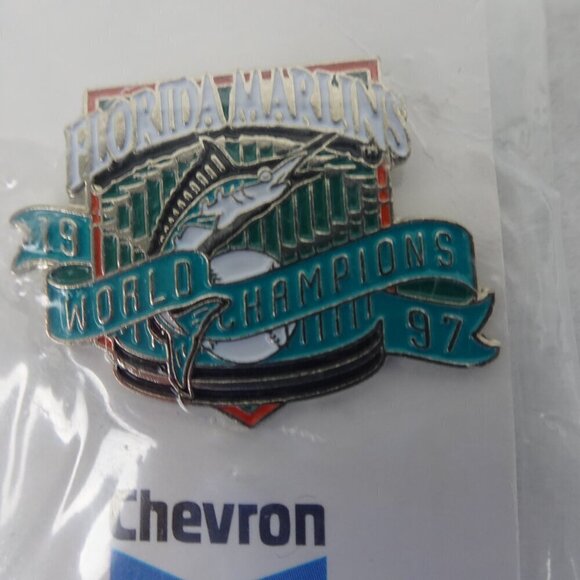 FLORIDA MARLINS
19
WORLD CHAMPIONS
97
Chevron